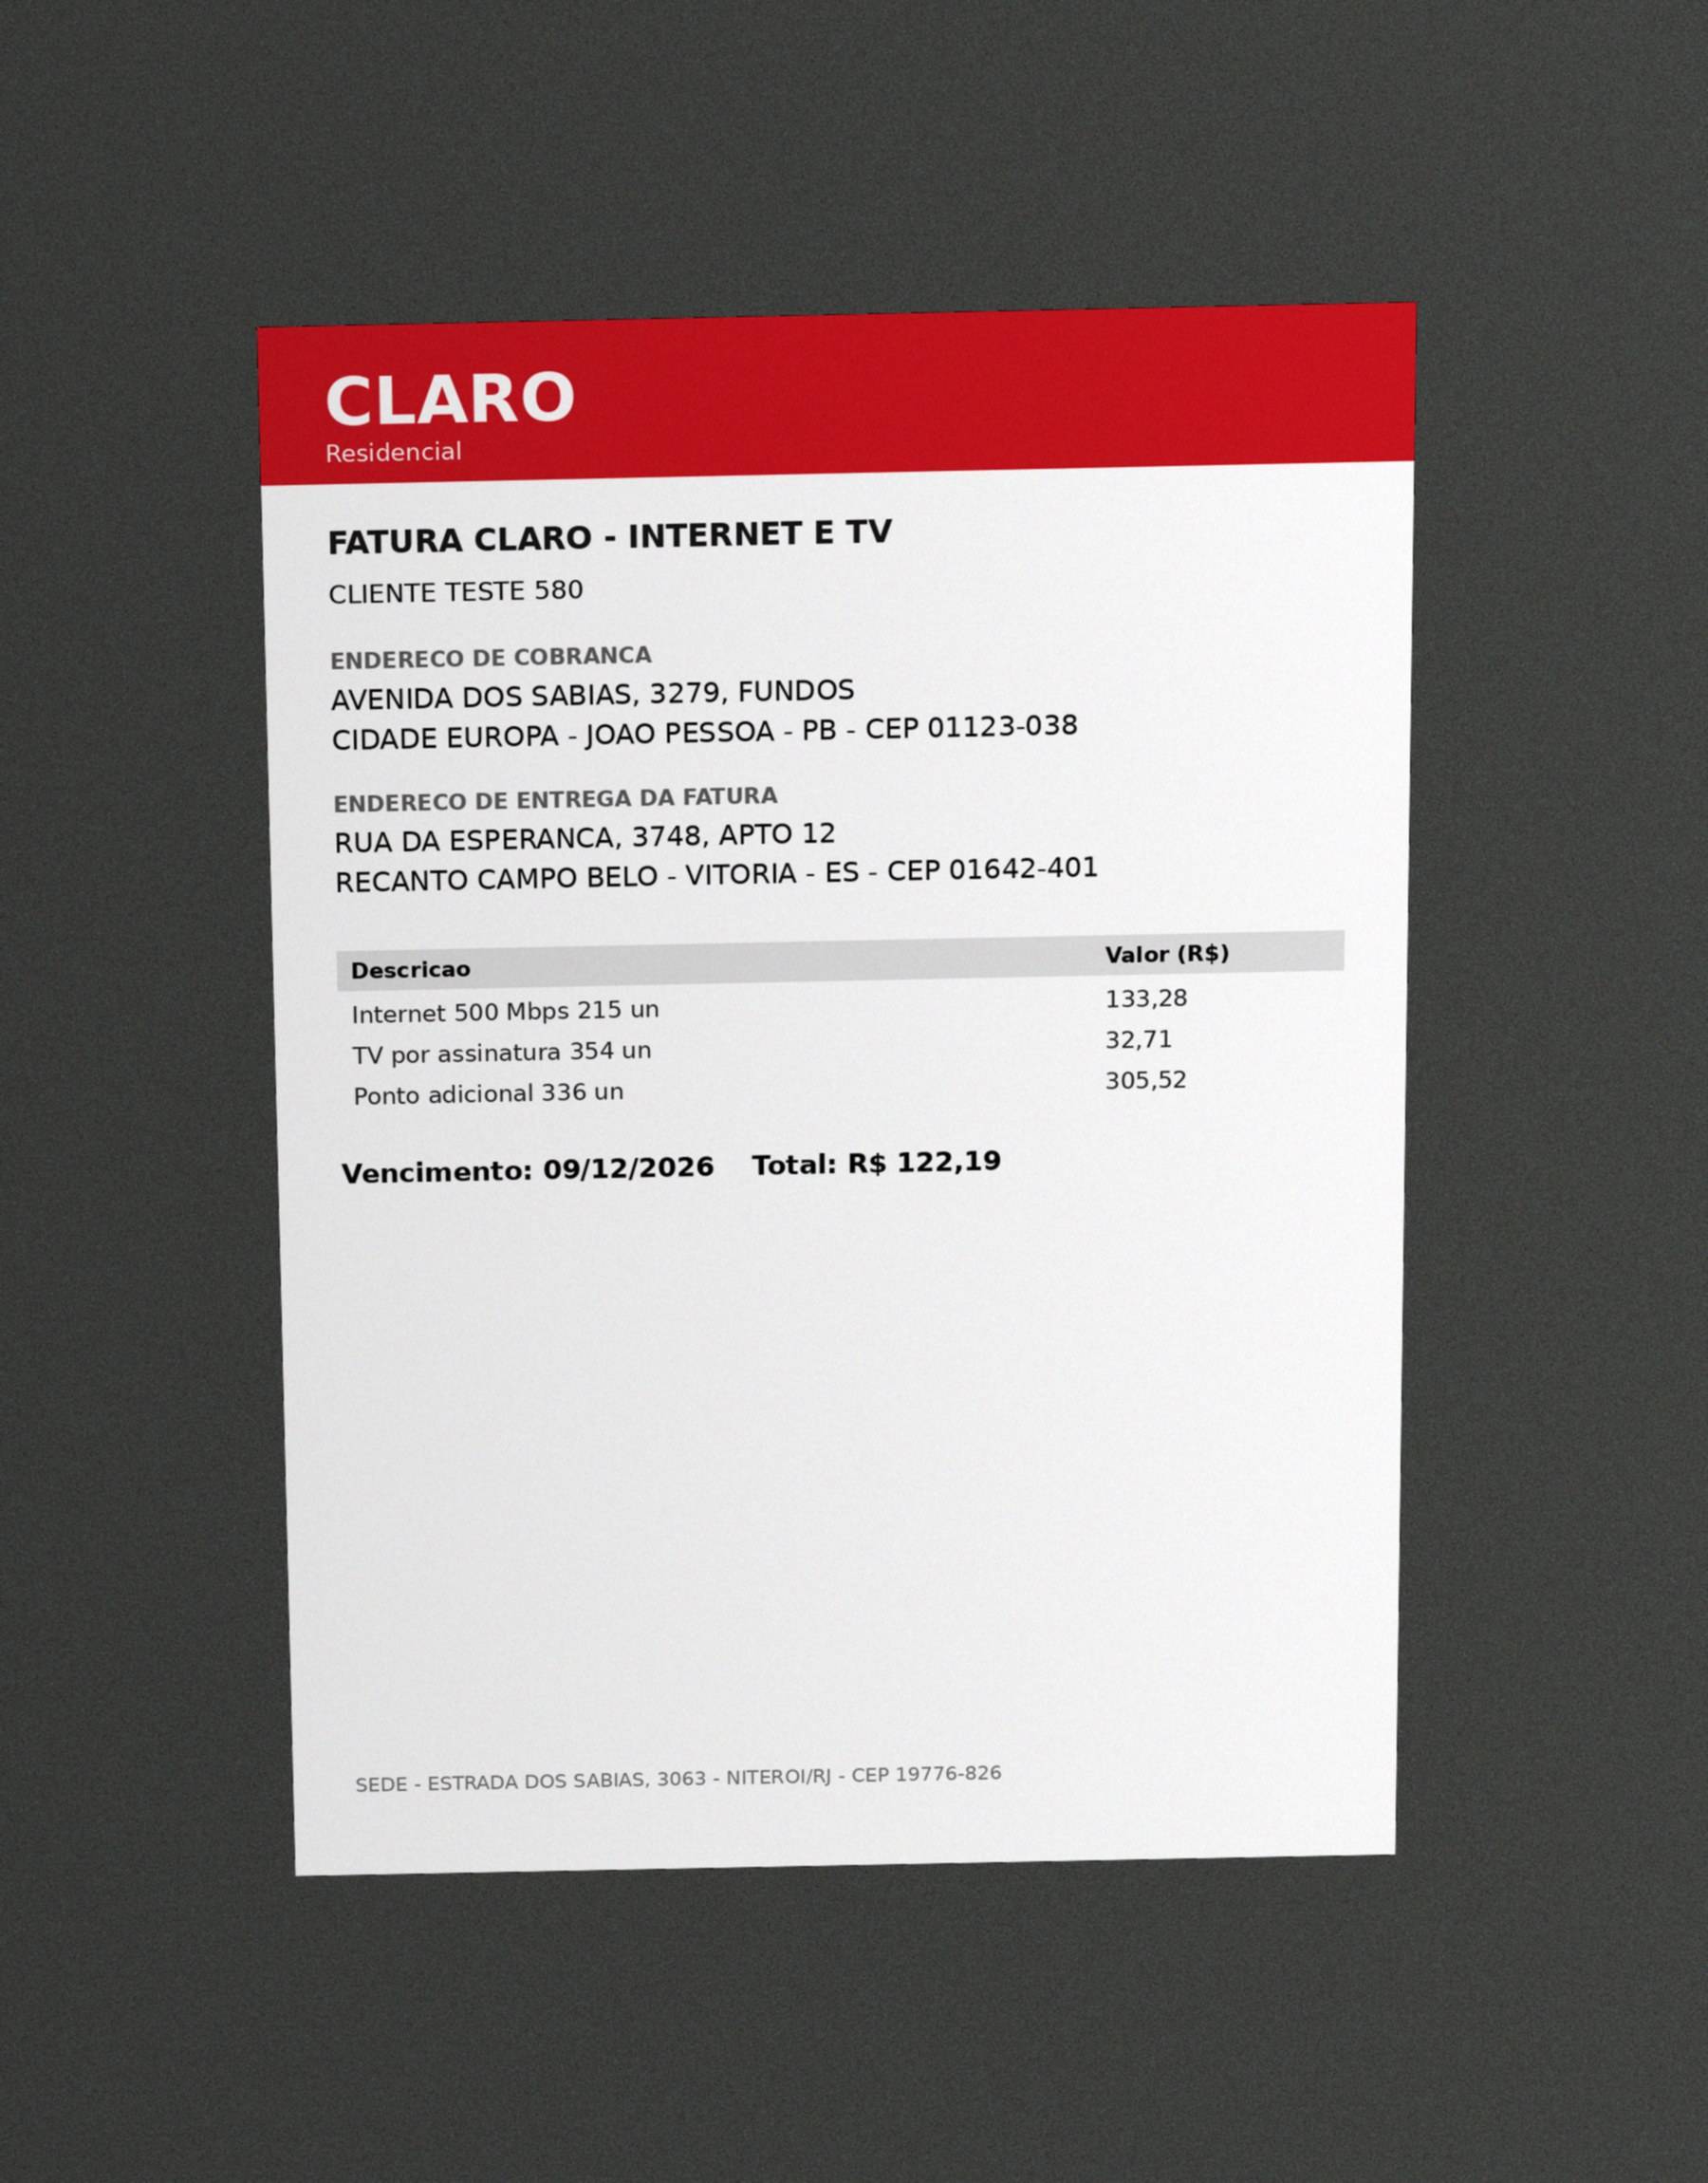 CLARO
Residencial
FATURA CLARO - INTERNET E TV
CLIENTE TESTE 580
ENDERECO DE COBRANCA
AVENIDA DOS SABIAS, 3279, FUNDOS
CIDADE EUROPA - JOAO PESSOA - PB - CEP 01123-038
ENDERECO DE ENTREGA DA FATURA
RUA DA ESPERANCA, 3748, APTO 12
RECANTO CAMPO BELO - VITORIA - ES - CEP 01642-401
Descricao Valor (R$)
Internet 500 Mbps 215 un 133,28
TV por assinatura 354 un 32,71
Ponto adicional 336 un 305,52
Vencimento: 09/12/2026 Total: R$ 122,19
SEDE - ESTRADA DOS SABIAS, 3063 - NITEROI/RJ - CEP 19776-826